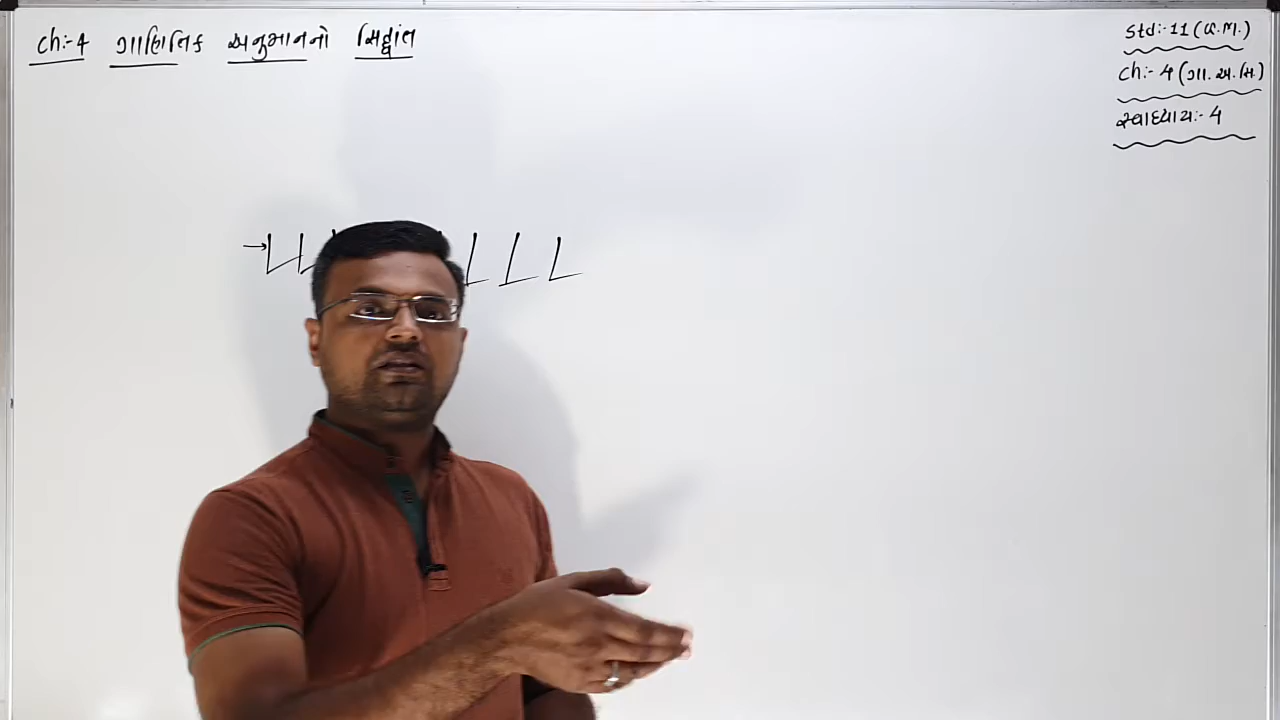 Ch:-4 ગાણિતિક અનુમાનનો સિદ્ધાંત
Std:-11 (G.M.)
Ch:- 4 (ગા. અ. સિ.)
સ્વાધ્યાય:- 4